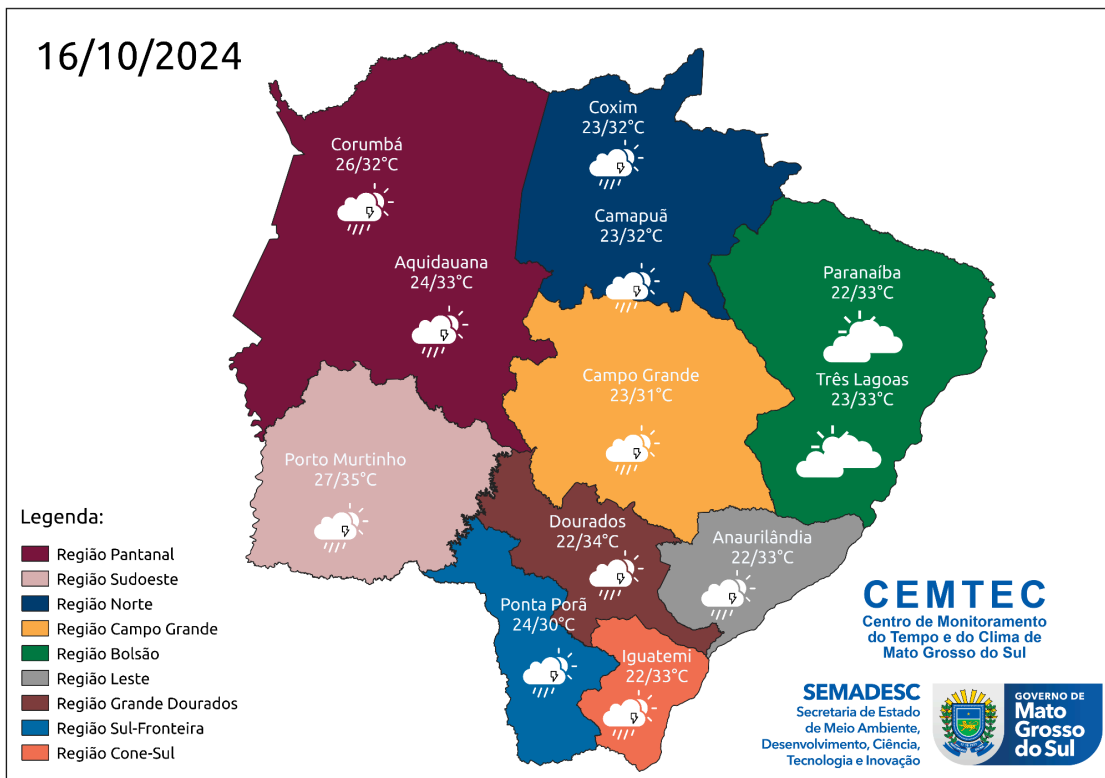 16/10/2024
Coxim
23/32°C
Corumbá
26/32°C
Camapuã
23/32°C
Aquidauana
24/33°C
Paranaíba
22/33°C
Campo Grande
23/31°C
Três Lagoas
23/33°C
Porto Murtinho
27/35°C
Dourados
22/34°C
Anaurilândia
22/33°C
Ponta Porã
24/30°C
Iguatemi
22/33°C
Legenda:
Região Pantanal
Região Sudoeste
Região Norte
Região Campo Grande
Região Bolsão
Região Leste
Região Grande Dourados
Região Sul-Fronteira
Região Cone-Sul
CEMTEC
Centro de Monitoramento
do Tempo e do Clima de
Mato Grosso do Sul
SEMADESC
Secretaria de Estado
de Meio Ambiente,
Desenvolvimento, Ciência,
Tecnologia e Inovação
GOVERNO DE
Mato
Grosso
do Sul